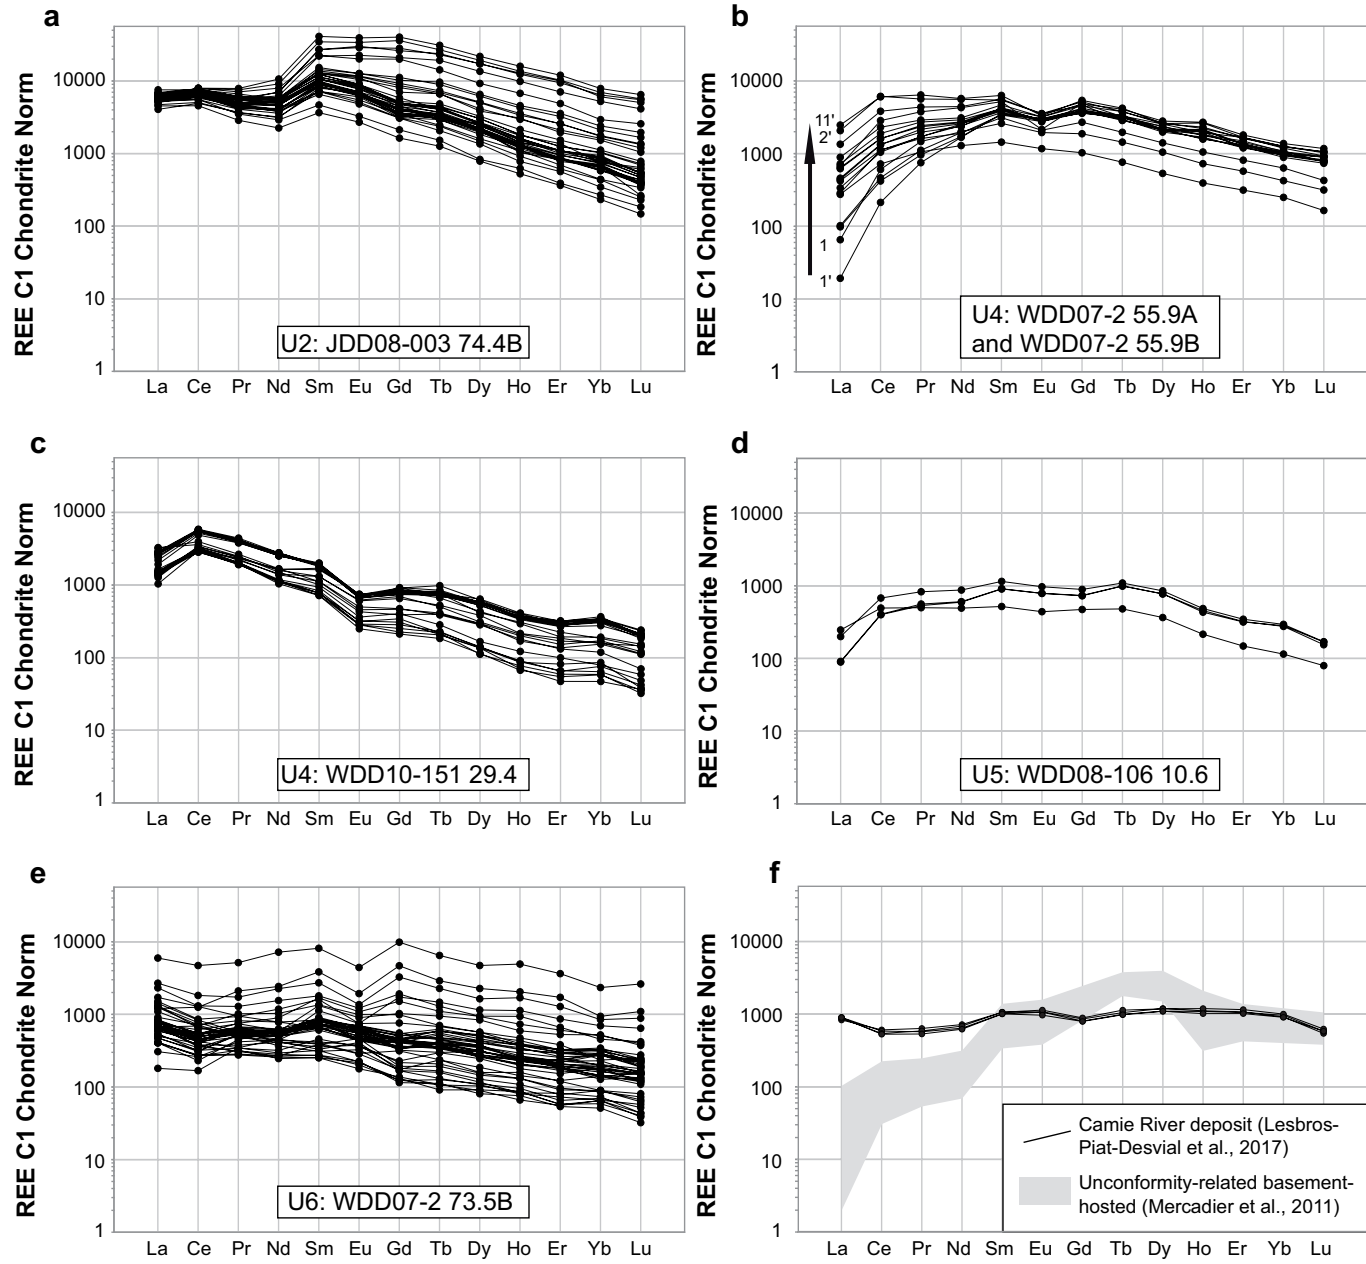 a
REE C1 Chondrite Norm
10000
1000
100
10
1
La Ce Pr Nd Sm Eu Gd Tb Dy Ho Er Yb Lu
U2: JDD08-003 74.4B
b
REE C1 Chondrite Norm
10000
1000
100
10
1
11'
2'
1
1'
La Ce Pr Nd Sm Eu Gd Tb Dy Ho Er Yb Lu
U4: WDD07-2 55.9A
and WDD07-2 55.9B
c
REE C1 Chondrite Norm
10000
1000
100
10
1
La Ce Pr Nd Sm Eu Gd Tb Dy Ho Er Yb Lu
U4: WDD10-151 29.4
d
REE C1 Chondrite Norm
10000
1000
100
10
1
La Ce Pr Nd Sm Eu Gd Tb Dy Ho Er Yb Lu
U5: WDD08-106 10.6
e
REE C1 Chondrite Norm
10000
1000
100
10
1
La Ce Pr Nd Sm Eu Gd Tb Dy Ho Er Yb Lu
U6: WDD07-2 73.5B
f
REE C1 Chondrite Norm
10000
1000
100
10
1
La Ce Pr Nd Sm Eu Gd Tb Dy Ho Er Yb Lu
Camie River deposit (Lesbros-
Piat-Desvial et al., 2017)
Unconformity-related basement-
hosted (Mercadier et al., 2011)